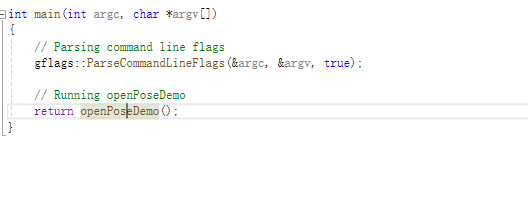 int main(int argc, char *argv[])
{
// Parsing command line flags
gflags::ParseCommandLineFlags(&argc, &argv, true);
// Running openPoseDemo
return openPoseDemo();
}